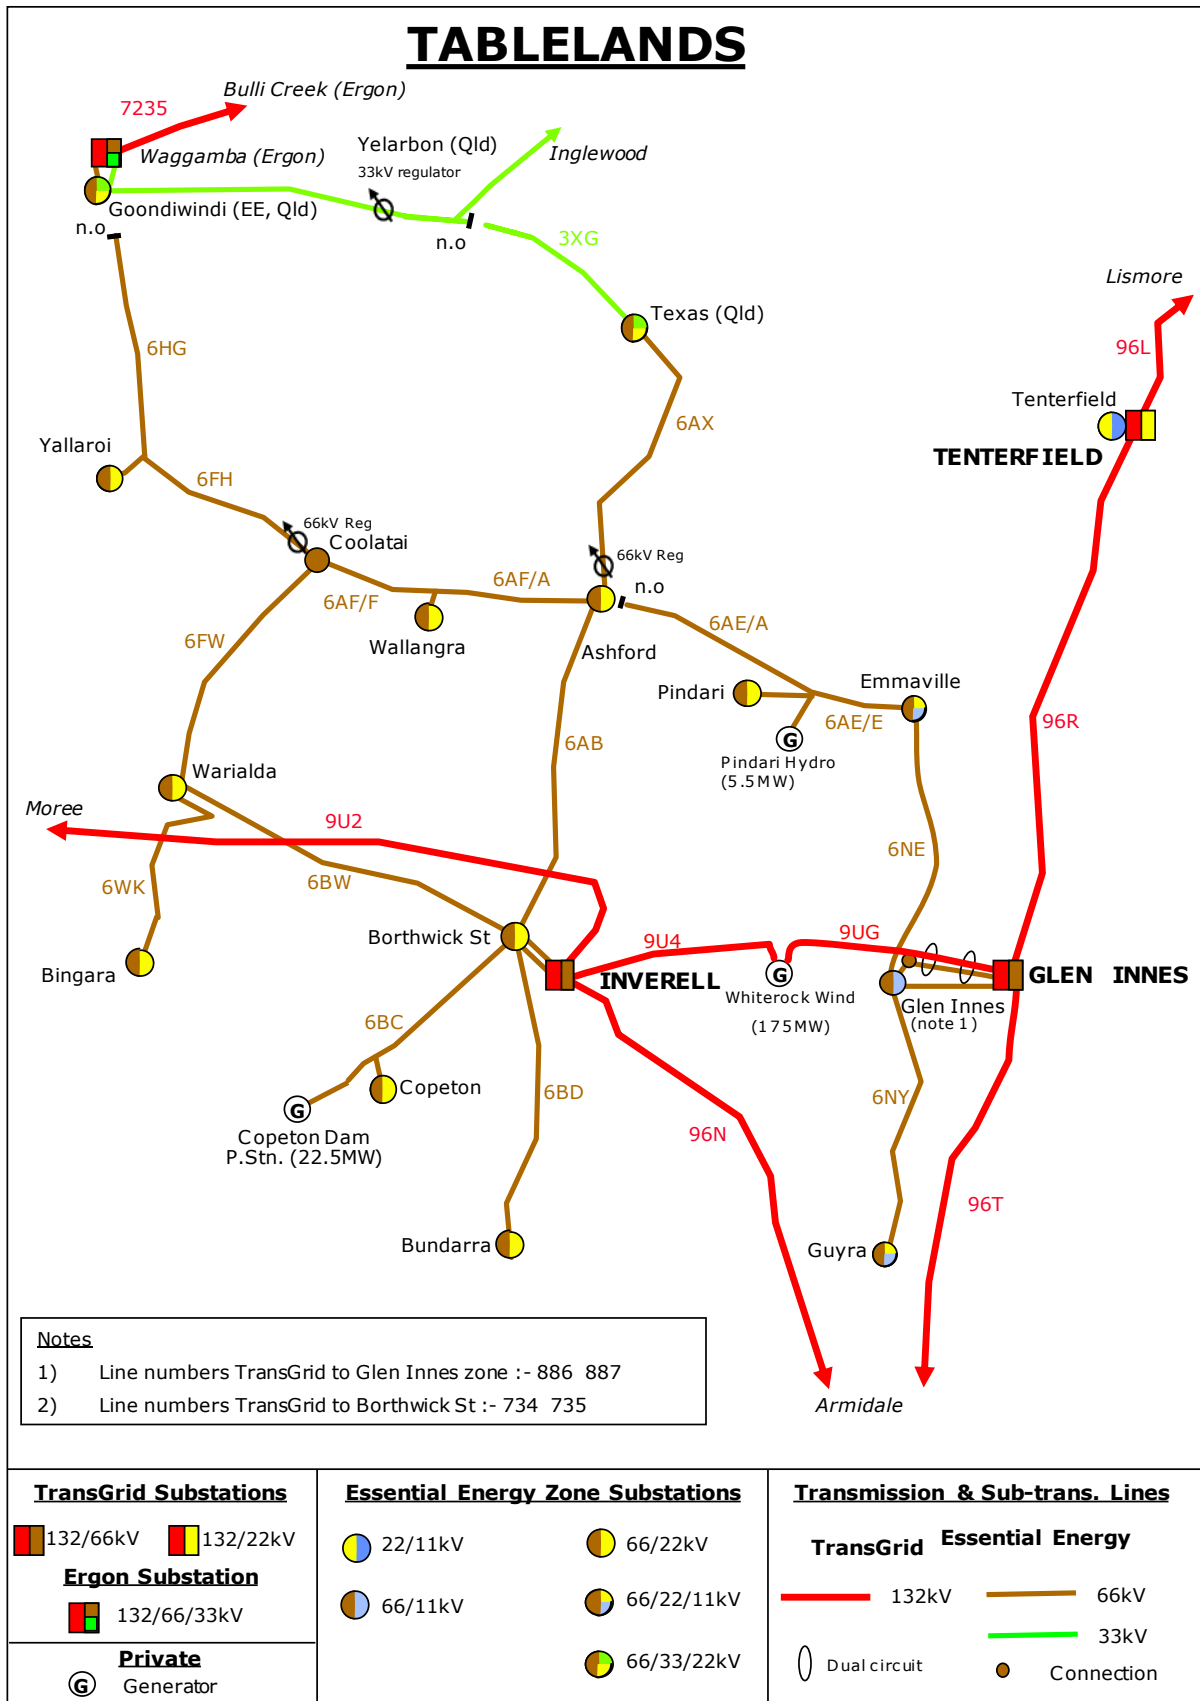 TABLELANDS
Bulli Creek (Ergon)
7235
Waggamba (Ergon)
Yelarbon (Qld)
33kV regulator
Inglewood
Goondiwindi (EE, Qld)
n.o
n.o
3XG
Lismore
Texas (Qld)
6HG
96L
Tenterfield
6AX
Yallaroi
TENTERFIELD
6FH
66kV Reg
Coolatai
66kV Reg
n.o
6AF/A
6AF/F
6AE/A
6FW
Wallangra
Ashford
Pindari
Emmaville
6AE/E
96R
6AB
Pindari Hydro
(5.5MW)
G
Warialda
Moree
9U2
6NE
6BW
6WK
Borthwick St
9U4
9UG
Bingara
INVERELL
G
GLEN INNES
Whiterock Wind
(175MW)
Glen Innes
(note 1)
6BC
Copeton
6BD
6NY
G
Copeton Dam
P.Stn. (22.5MW)
96N
96T
Bundarra
Guyra
Notes
1) Line numbers TransGrid to Glen Innes zone :- 886 887
2) Line numbers TransGrid to Borthwick St :- 734 735
Armidale
TransGrid Substations
132/66kV
132/22kV
Ergon Substation
132/66/33kV
Private
G
Generator
Essential Energy Zone Substations
22/11kV
66/22kV
66/11kV
66/22/11kV
66/33/22kV
Transmission & Sub-trans. Lines
TransGrid
Essential Energy
132kV
66kV
33kV
Dual circuit
Connection